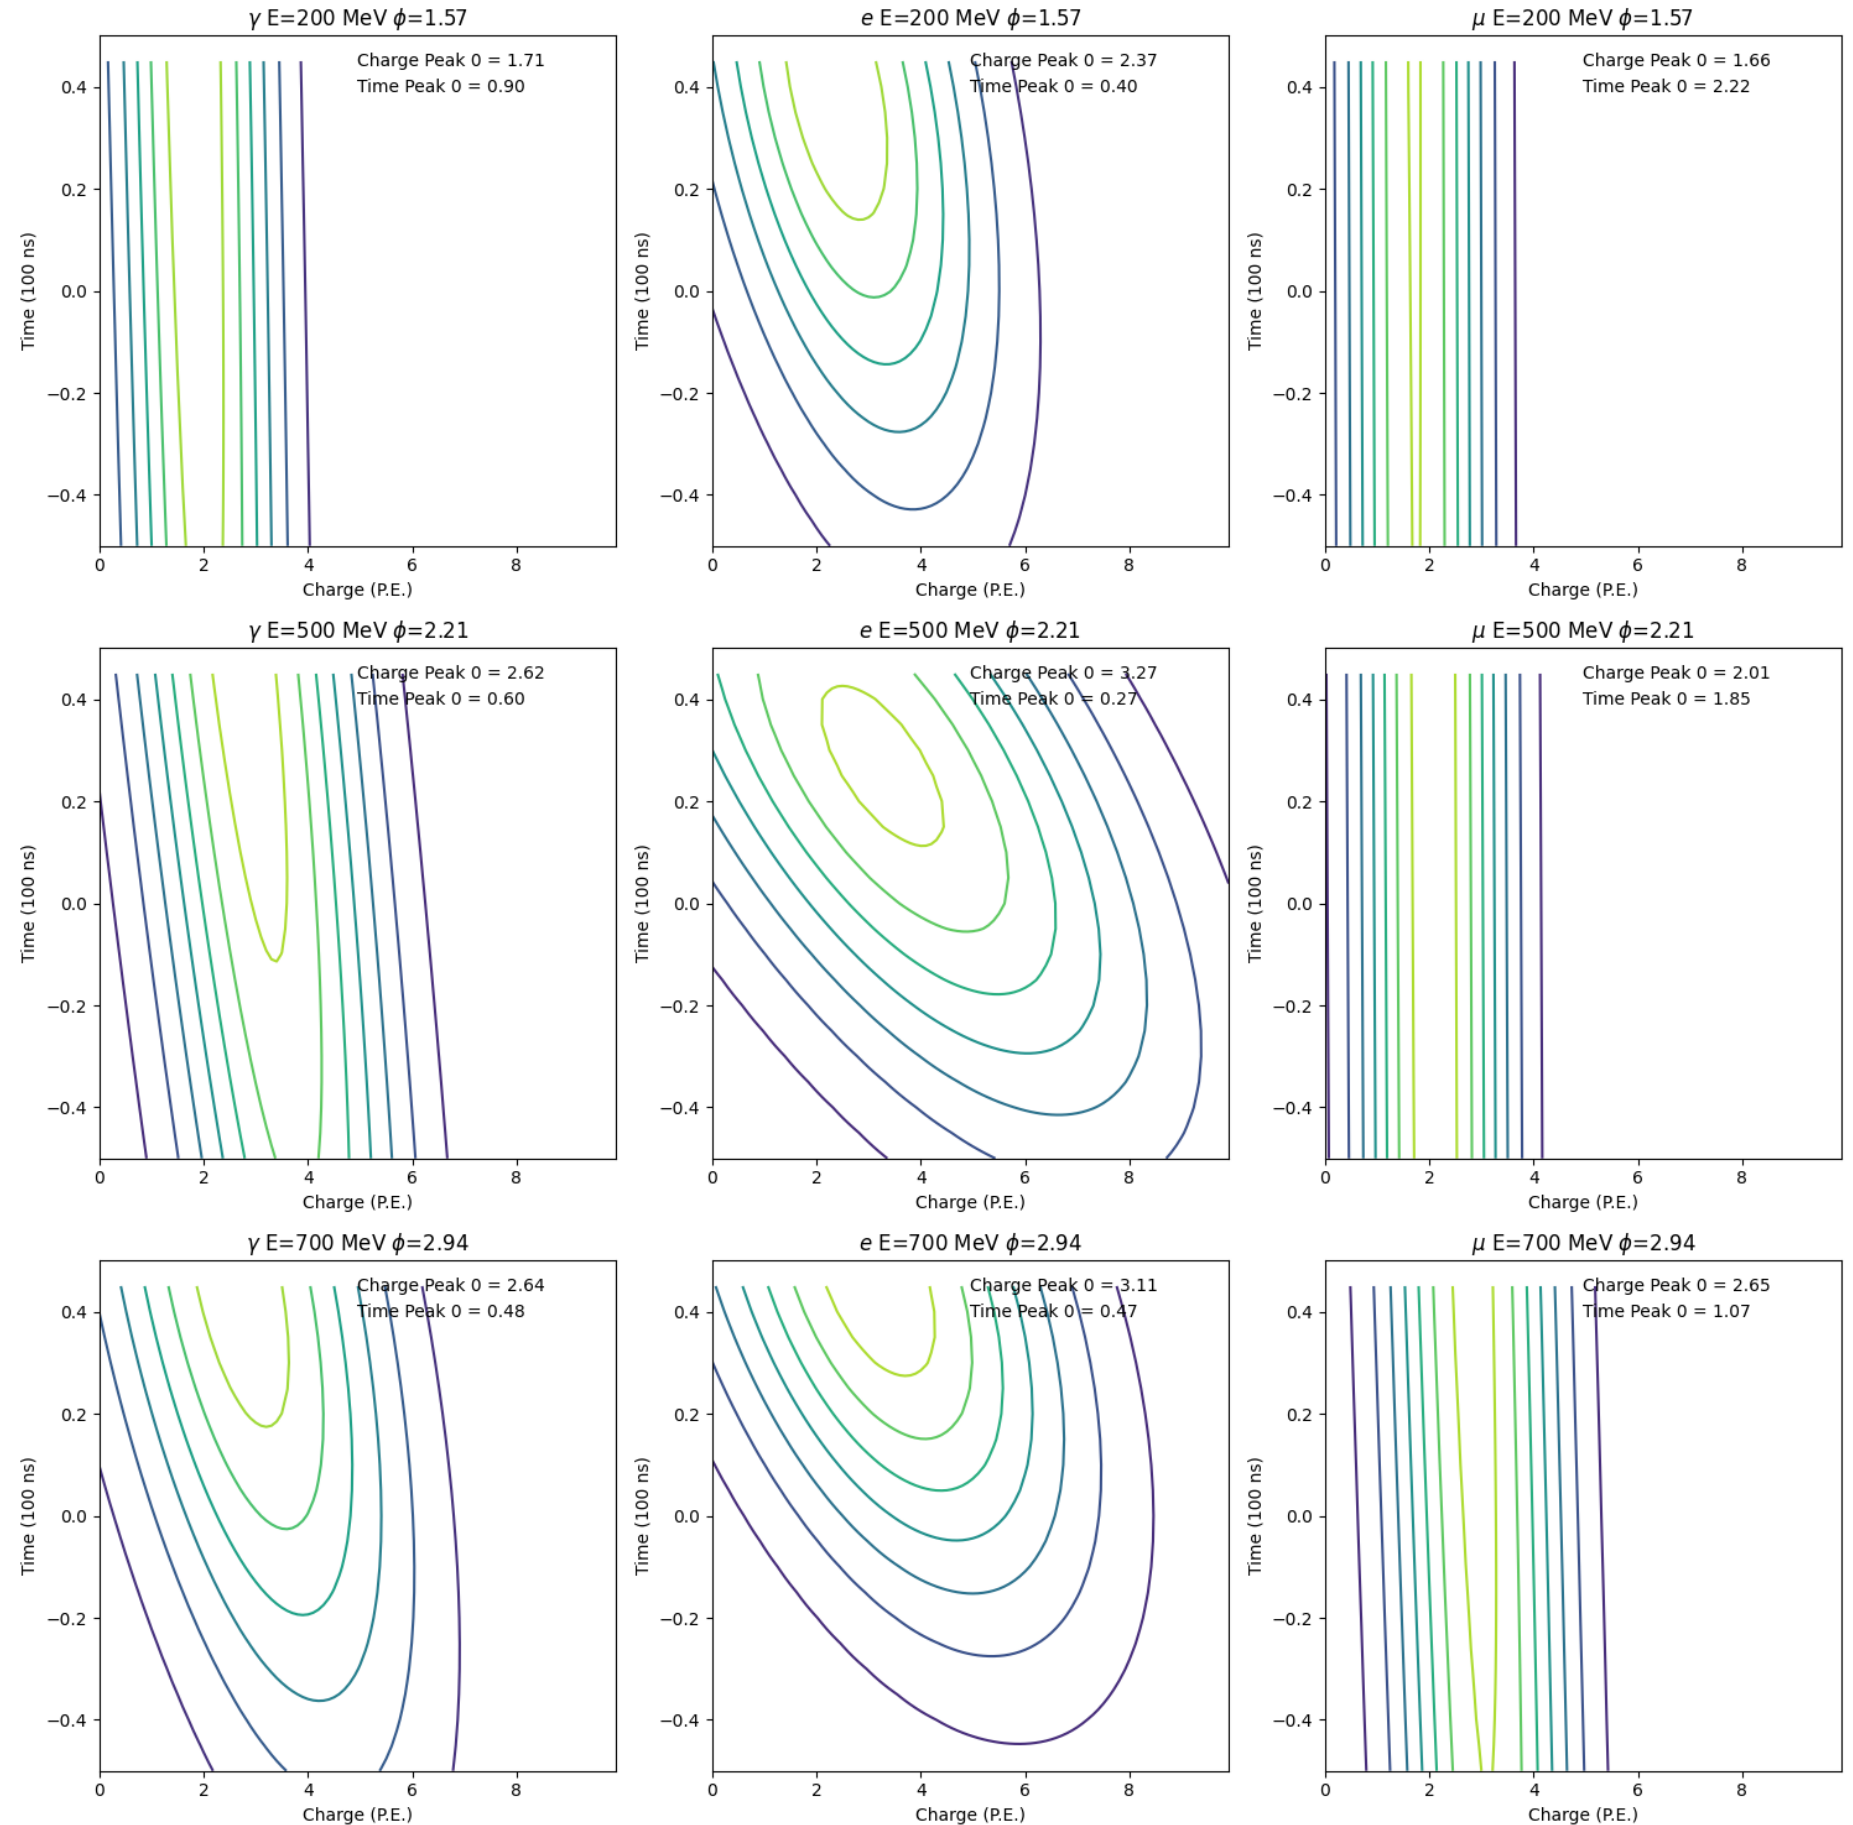 γ E=200 MeV ϕ=1.57
Charge Peak 0 = 1.71
Time Peak 0 = 0.90
0.4
0.2
0.0
−0.2
−0.4
Time (100 ns)
0 2 4 6 8
Charge (P.E.)
e E=200 MeV ϕ=1.57
Charge Peak 0 = 2.37
Time Peak 0 = 0.40
0.4
0.2
0.0
−0.2
−0.4
Time (100 ns)
0 2 4 6 8
Charge (P.E.)
μ E=200 MeV ϕ=1.57
Charge Peak 0 = 1.66
Time Peak 0 = 2.22
0.4
0.2
0.0
−0.2
−0.4
Time (100 ns)
0 2 4 6 8
Charge (P.E.)
γ E=500 MeV ϕ=2.21
Charge Peak 0 = 2.62
Time Peak 0 = 0.60
0.4
0.2
0.0
−0.2
−0.4
Time (100 ns)
0 2 4 6 8
Charge (P.E.)
e E=500 MeV ϕ=2.21
Charge Peak 0 = 3.27
Time Peak 0 = 0.27
0.4
0.2
0.0
−0.2
−0.4
Time (100 ns)
0 2 4 6 8
Charge (P.E.)
μ E=500 MeV ϕ=2.21
Charge Peak 0 = 2.01
Time Peak 0 = 1.85
0.4
0.2
0.0
−0.2
−0.4
Time (100 ns)
0 2 4 6 8
Charge (P.E.)
γ E=700 MeV ϕ=2.94
Charge Peak 0 = 2.64
Time Peak 0 = 0.48
0.4
0.2
0.0
−0.2
−0.4
Time (100 ns)
0 2 4 6 8
Charge (P.E.)
e E=700 MeV ϕ=2.94
Charge Peak 0 = 3.11
Time Peak 0 = 0.47
0.4
0.2
0.0
−0.2
−0.4
Time (100 ns)
0 2 4 6 8
Charge (P.E.)
μ E=700 MeV ϕ=2.94
Charge Peak 0 = 2.65
Time Peak 0 = 1.07
0.4
0.2
0.0
−0.2
−0.4
Time (100 ns)
0 2 4 6 8
Charge (P.E.)